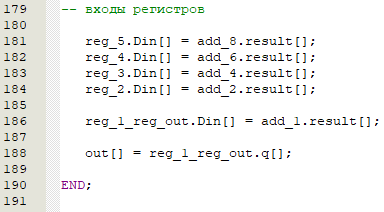 179 -- входы регистров
180
181 reg_5.Din[] = add_8.result[];
182 reg_4.Din[] = add_6.result[];
183 reg_3.Din[] = add_4.result[];
184 reg_2.Din[] = add_2.result[];
185
186 reg_1_reg_out.Din[] = add_1.result[];
187
188 out[] = reg_1_reg_out.q[];
189
190 END;
191